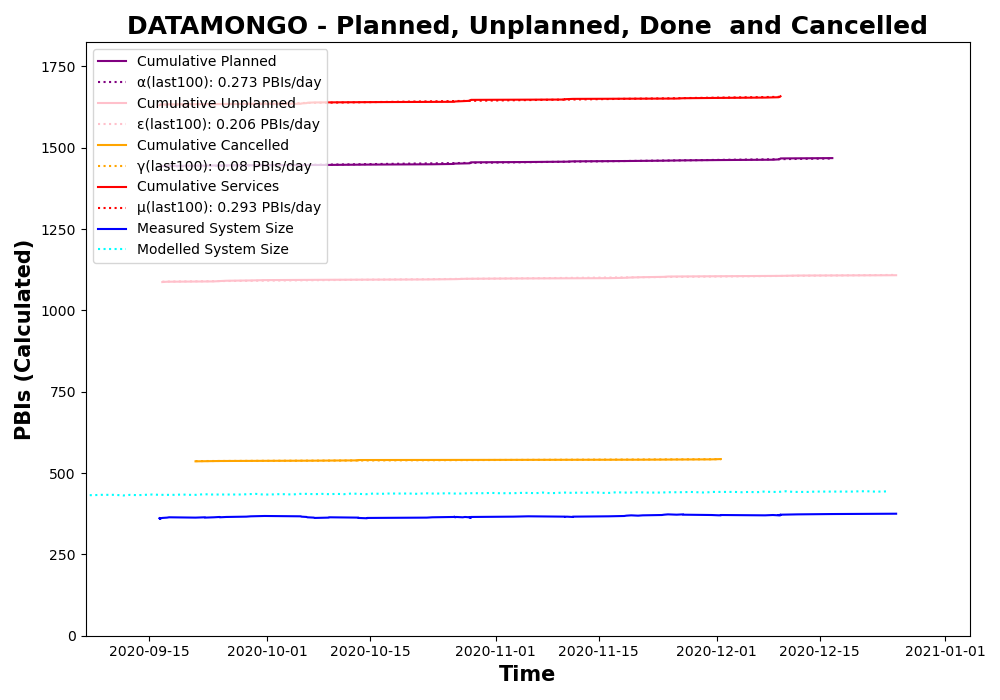 DATAMONGO - Planned, Unplanned, Done  and Cancelled
PBIs (Calculated)
1750
1500
1250
1000
750
500
250
0
Cumulative Planned
α(last100): 0.273 PBIs/day
Cumulative Unplanned
ε(last100): 0.206 PBIs/day
Cumulative Cancelled
γ(last100): 0.08 PBIs/day
Cumulative Services
μ(last100): 0.293 PBIs/day
Measured System Size
Modelled System Size
2020-09-15 2020-10-01 2020-10-15 2020-11-01 2020-11-15 2020-12-01 2020-12-15 2021-01-01
Time